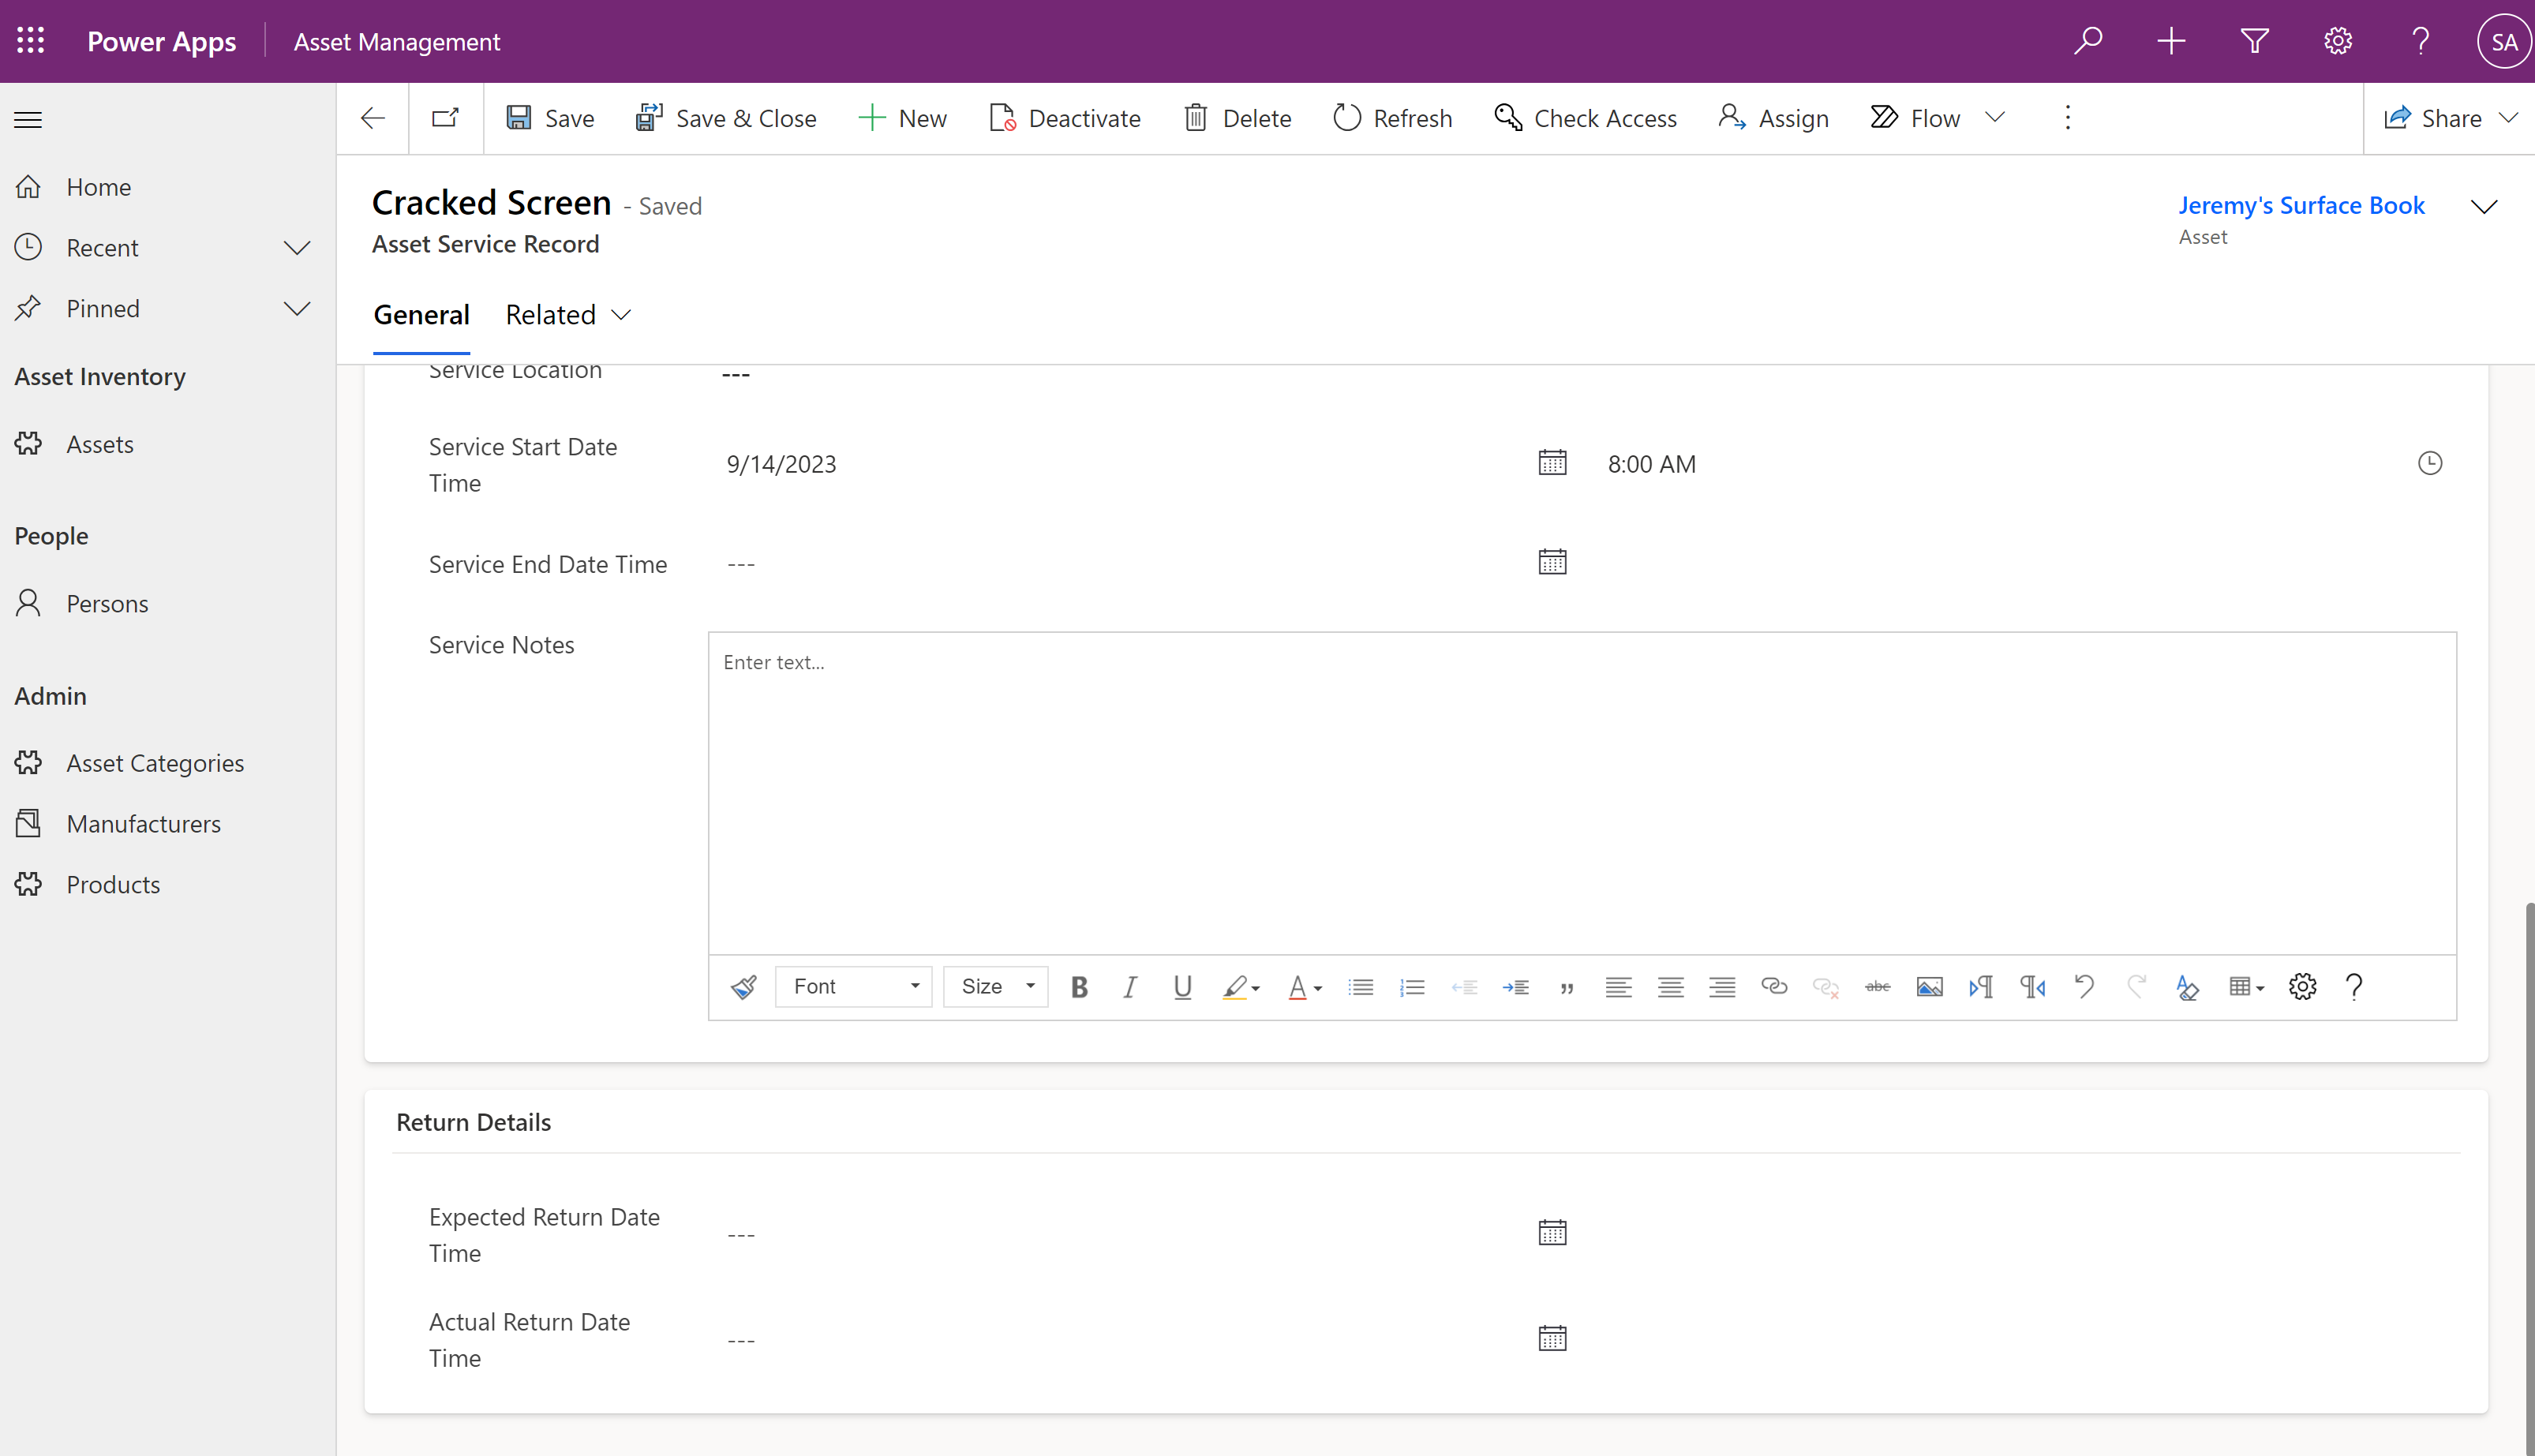 Power Apps
Asset Management
SA
Save
Save & Close
New
Deactivate
Delete
Refresh
Check Access
Assign
Flow
Share
Home
Recent
Pinned
Asset Inventory
Assets
People
Persons
Admin
Asset Categories
Manufacturers
Products
Cracked Screen - Saved
Asset Service Record
Jeremy's Surface Book
Asset
General
Related
Service Location
---
Service Start Date
Time
9/14/2023
8:00 AM
Service End Date Time
---
Service Notes
Enter text...
Font
Size
B
I
U
A
abc
Return Details
Expected Return Date
Time
---
Actual Return Date
Time
---